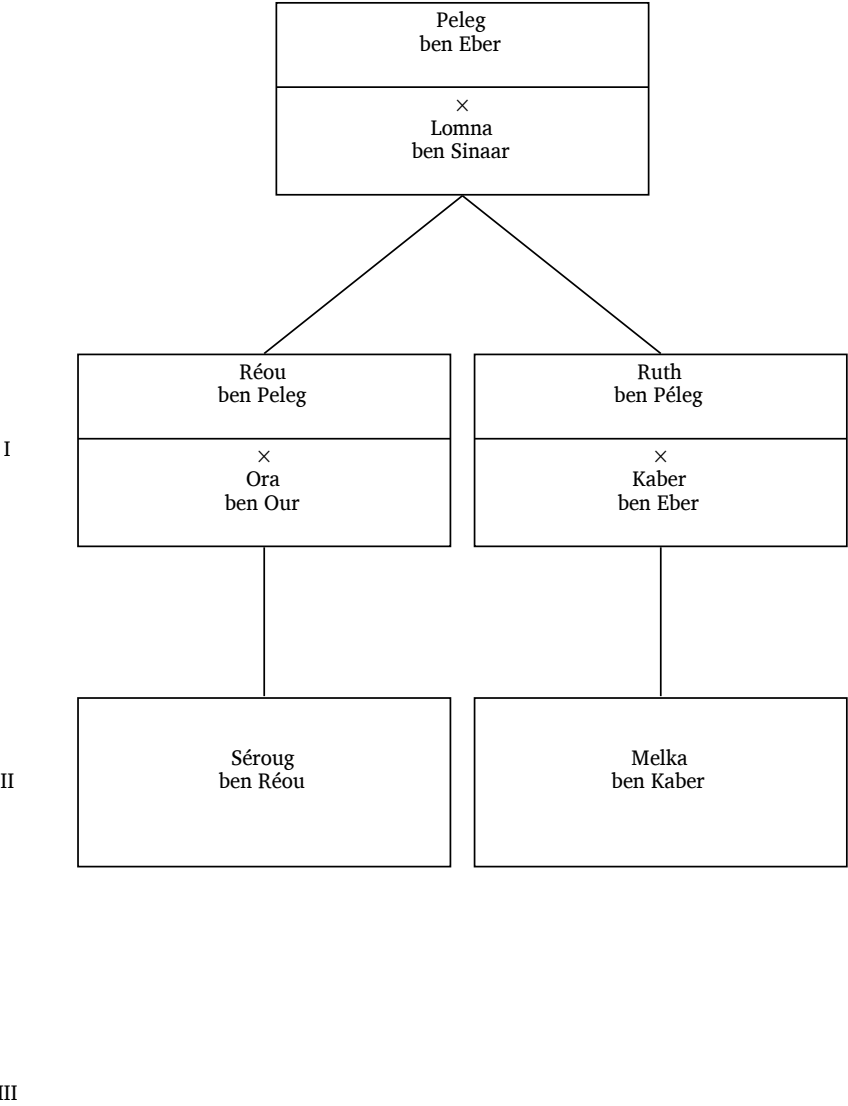 Peleg
ben Eber
×
Lomna
ben Sinaar
Réou
ben Peleg
Ruth
ben Péleg
I
×
Ora
ben Our
×
Kaber
ben Eber
II
Séroug
ben Réou
Melka
ben Kaber
III